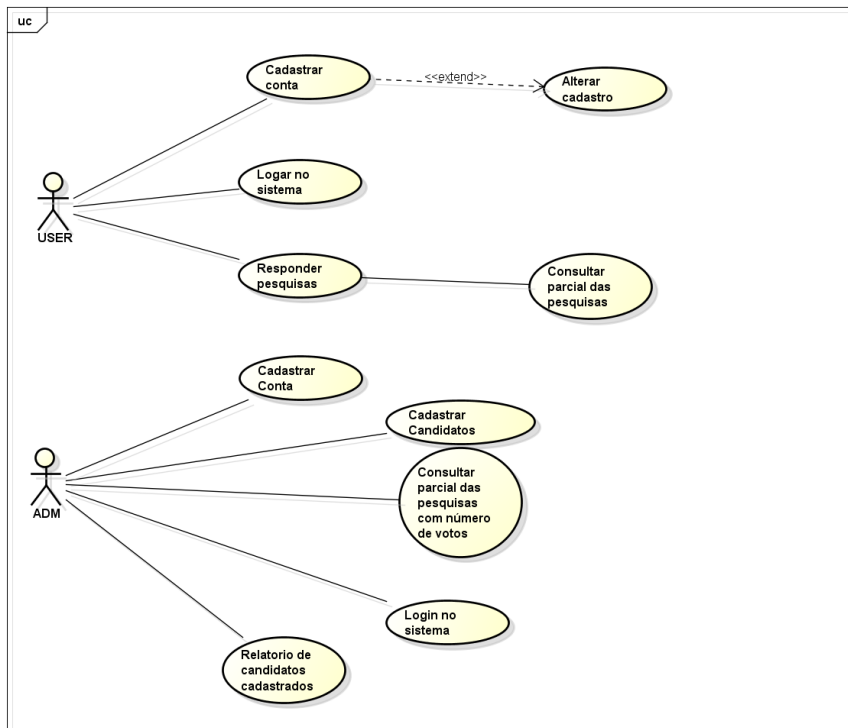 uc
Cadastrar
conta
<<extend>>
Alterar
cadastro
Logar no
sistema
USER
Responder
pesquisas
Consultar
parcial das
pesquisas
Cadastrar
Conta
Cadastrar
Candidatos
ADM
Consultar
parcial das
pesquisas
com número
de votos
Login no
sistema
Relatorio de
candidatos
cadastrados